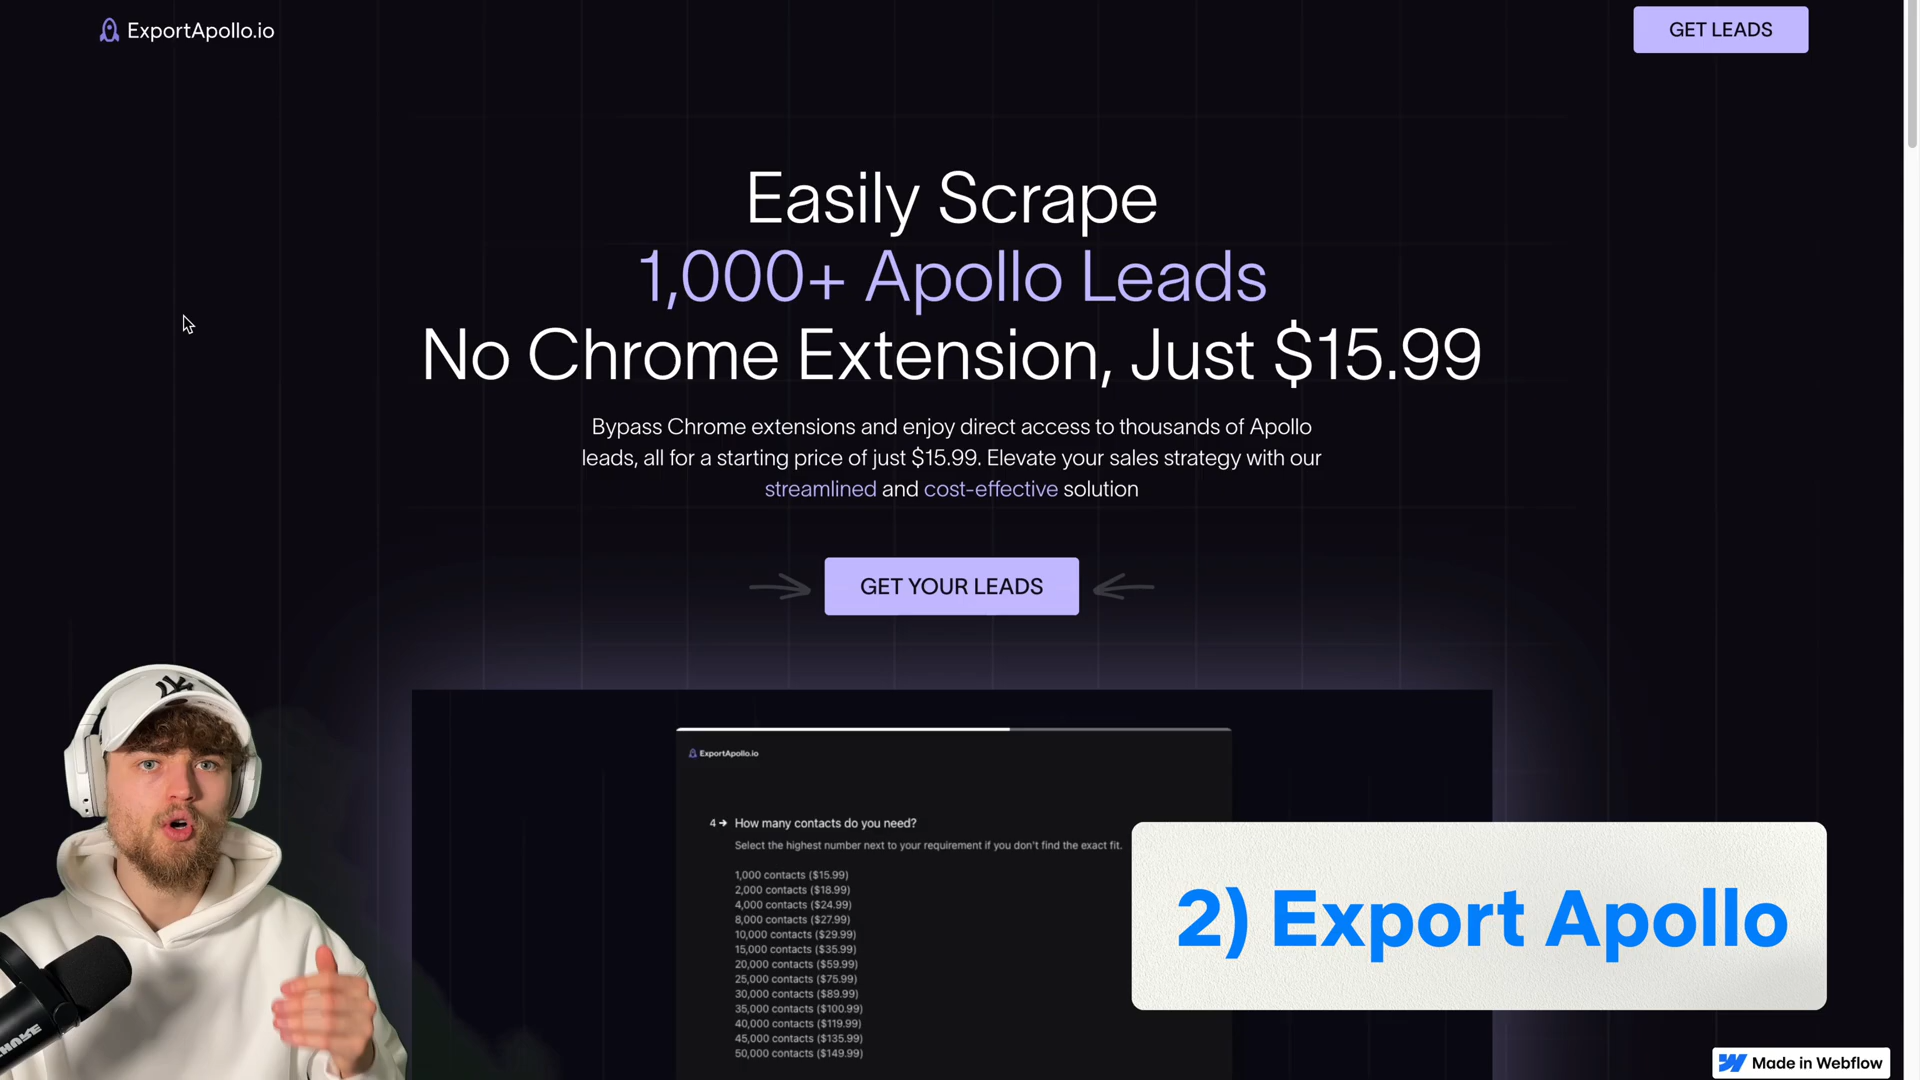 ExportApollo.io
GET LEADS
Easily Scrape
1,000+ Apollo Leads
No Chrome Extension, Just $15.99
Bypass Chrome extensions and enjoy direct access to thousands of Apollo
leads, all for a starting price of just $15.99. Elevate your sales strategy with our
streamlined and cost-effective solution
GET YOUR LEADS
ExportApollo.io
4 → How many contacts do you need?
Select the highest number next to your requirement if you don't find the exact fit.
1,000 contacts ($15.99)
2,000 contacts ($18.99)
4,000 contacts ($24.99)
8,000 contacts ($27.99)
10,000 contacts ($29.99)
15,000 contacts ($35.99)
20,000 contacts ($59.99)
25,000 contacts ($75.99)
30,000 contacts ($89.99)
35,000 contacts ($100.99)
40,000 contacts ($119.99)
45,000 contacts ($135.99)
50,000 contacts ($149.99)
2) Export Apollo
SHURE
Made in Webflow